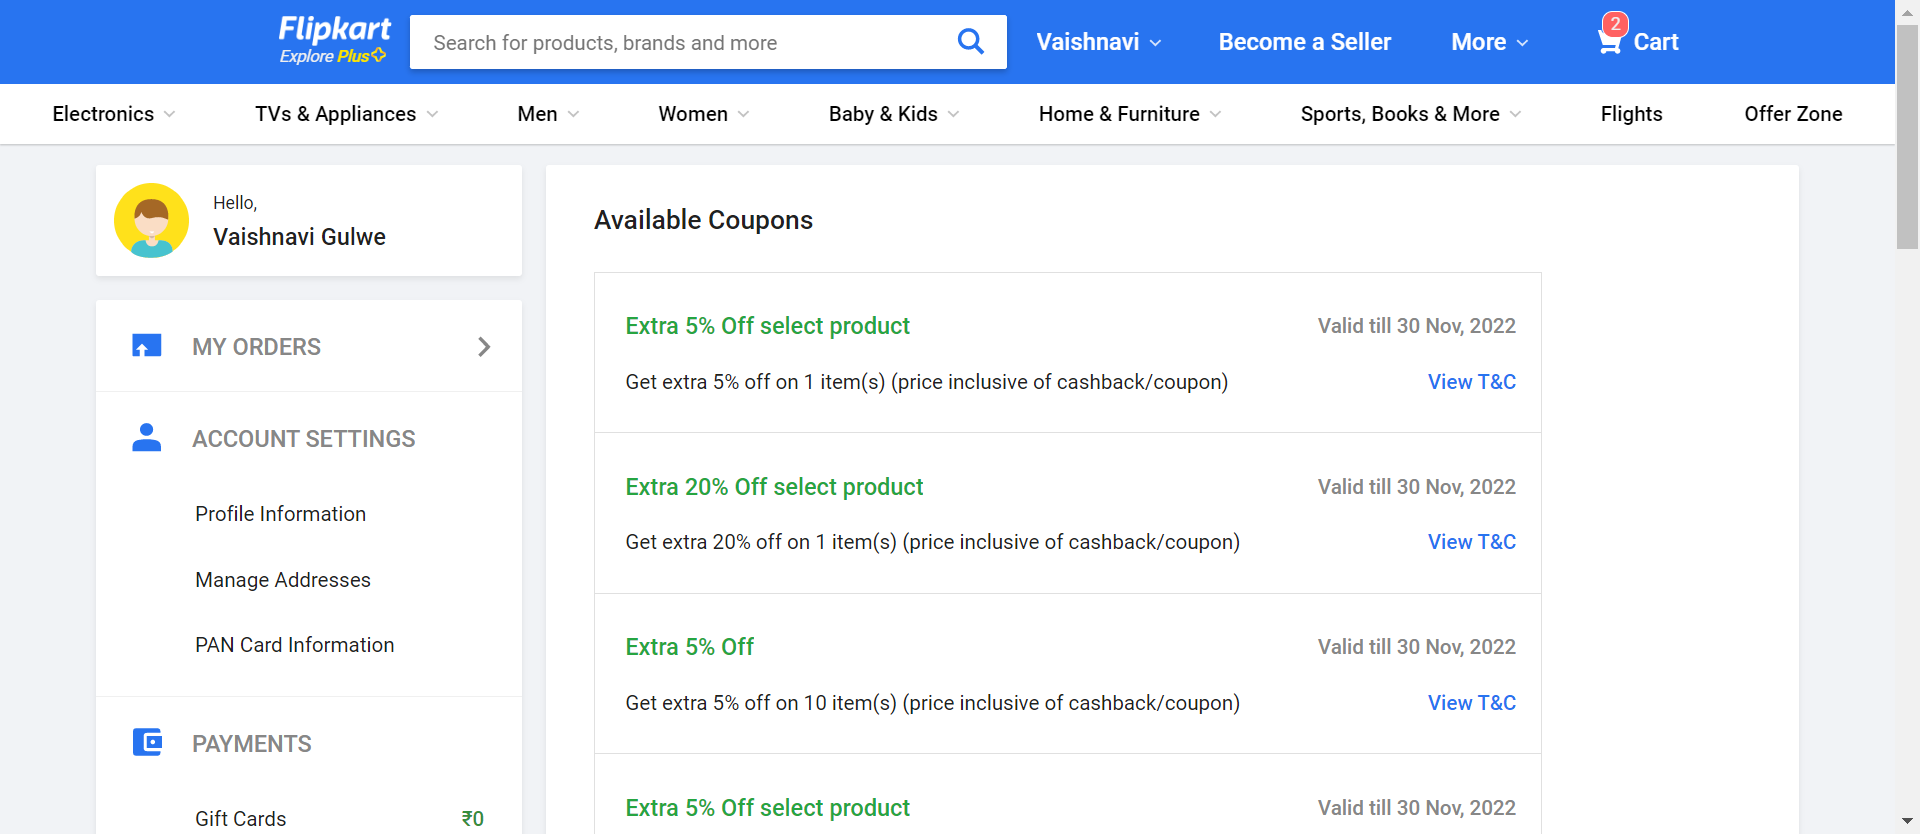 Flipkart
Explore Plus
Search for products, brands and more
Vaishnavi
Become a Seller
More
2
Cart
Electronics
TVs & Appliances
Men
Women
Baby & Kids
Home & Furniture
Sports, Books & More
Flights
Offer Zone
Hello,
Vaishnavi Gulwe
MY ORDERS
ACCOUNT SETTINGS
Profile Information
Manage Addresses
PAN Card Information
PAYMENTS
Gift Cards ₹0
Available Coupons
Extra 5% Off select product Valid till 30 Nov, 2022
Get extra 5% off on 1 item(s) (price inclusive of cashback/coupon) View T&C
Extra 20% Off select product Valid till 30 Nov, 2022
Get extra 20% off on 1 item(s) (price inclusive of cashback/coupon) View T&C
Extra 5% Off Valid till 30 Nov, 2022
Get extra 5% off on 10 item(s) (price inclusive of cashback/coupon) View T&C
Extra 5% Off select product Valid till 30 Nov, 2022